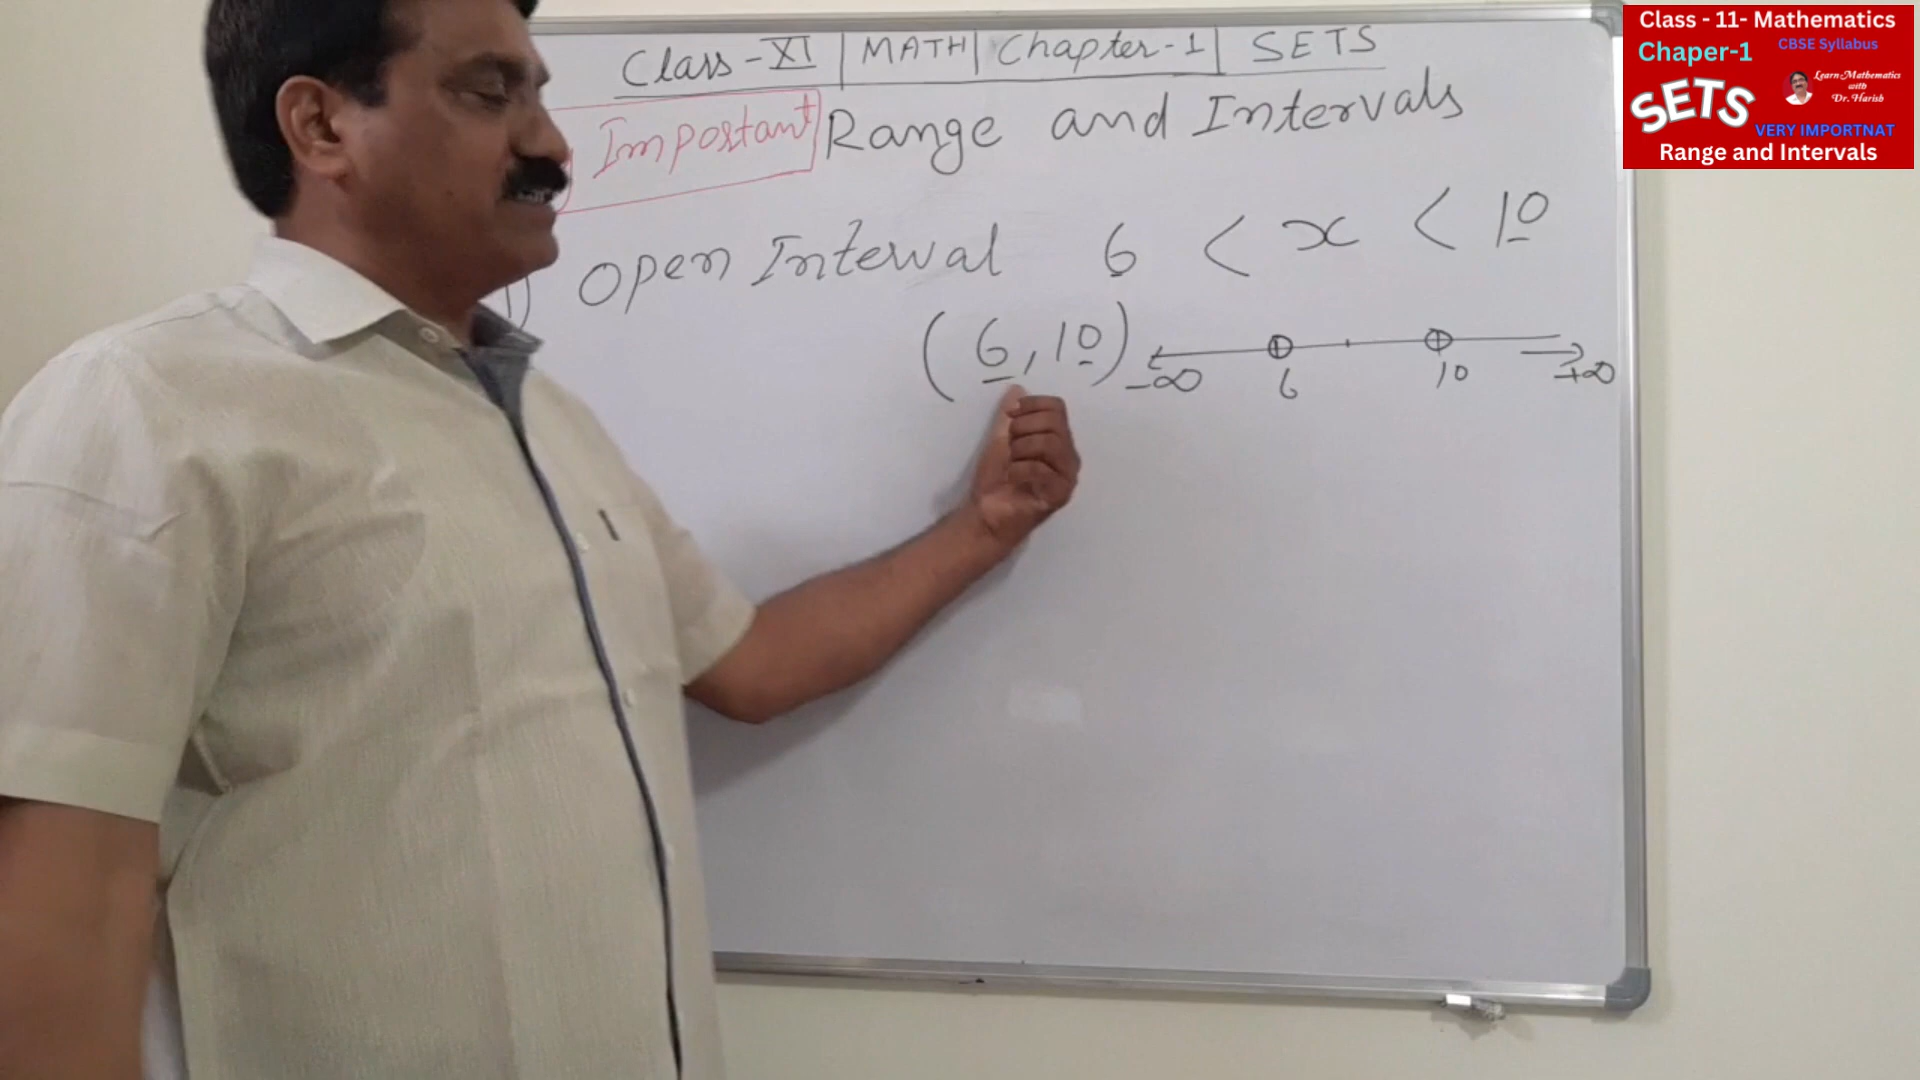 Class - XI | MATH | Chapter - 1 | SETS
Important Range and Intervals
1) Open Interval 6 < x < 10
(6, 10)
-∞ 6 10 +∞
Class - 11- Mathematics
Chaper-1 CBSE Syllabus
SETS
Learn Mathematics
with
Dr. Harish
VERY IMPORTNAT
Range and Intervals